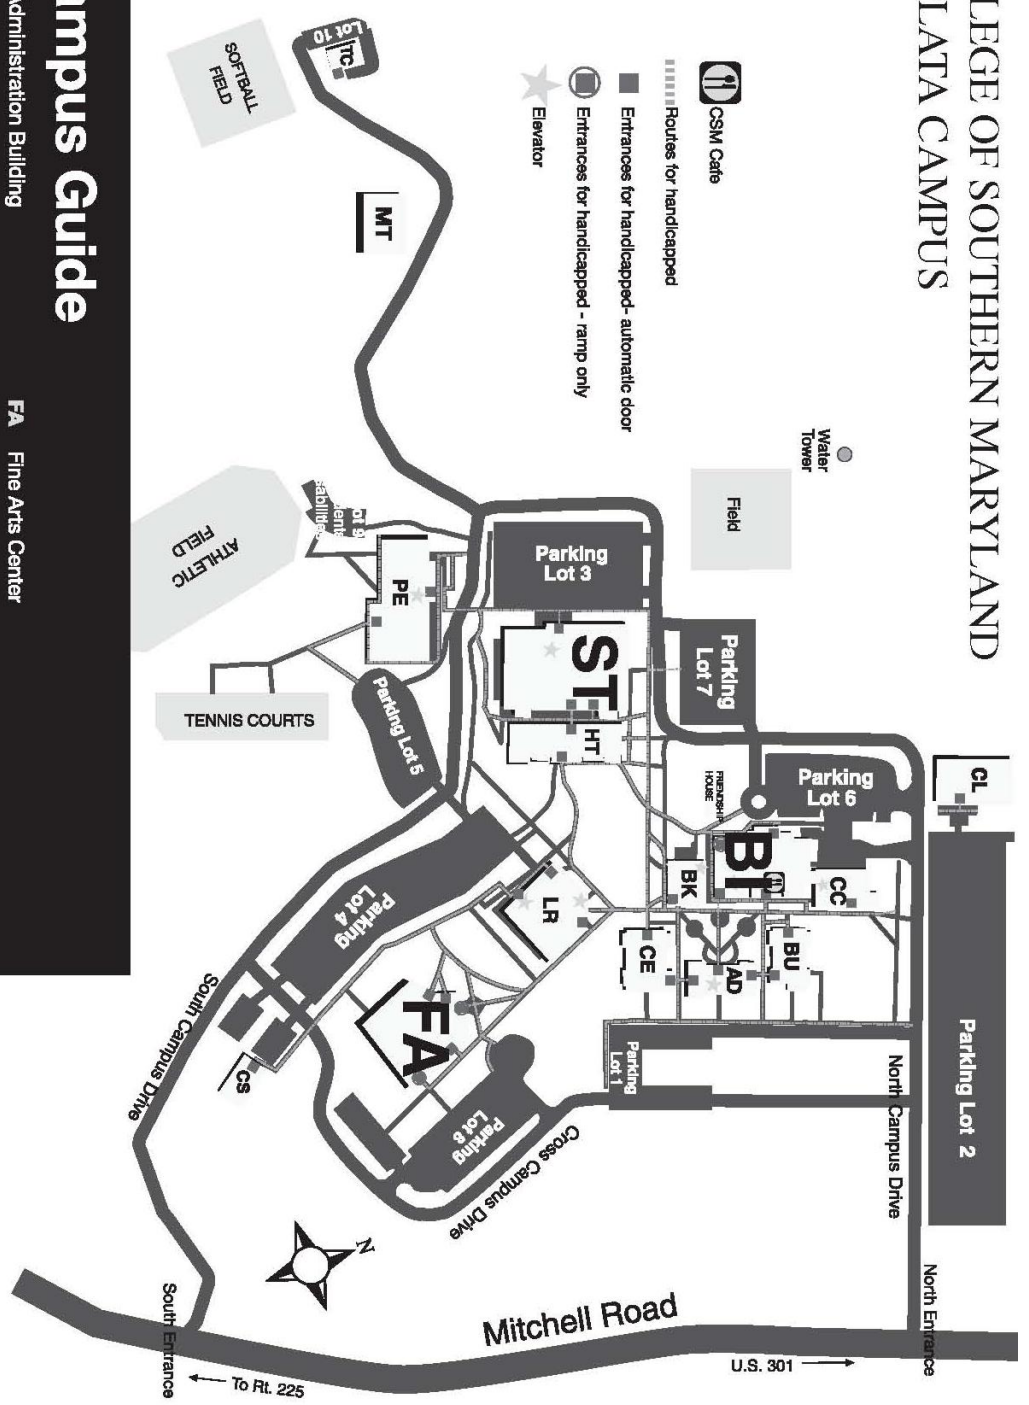 LEGE OF SOUTHERN MARYLAND
LATA CAMPUS
CSM Cafe
Routes for handicapped
Entrances for handicapped- automatic door
Entrances for handicapped - ramp only
Elevator
Water
Tower
Field
Lot 10
TC
SOFTBALL
FIELD
MT
ATHLETIC
FIELD
PE
Parking
Lot 3
ST
HT
Parking
Lot 7
FRIENDSHIP
HOUSE
Parking
Lot 6
CL
BI
BK
CC
LR
CE
AD
BU
TENNIS COURTS
Parking Lot 5
Parking
Lot 4
FA
CS
Parking
Lot 1
Parking
Lot 8
Parking Lot 2
North Campus Drive
Cross Campus Drive
South Campus Drive
N
Mitchell Road
North Entrance
South Entrance
U.S. 301
To Rt. 225
ampus Guide
dministration Building
FA Fine Arts Center